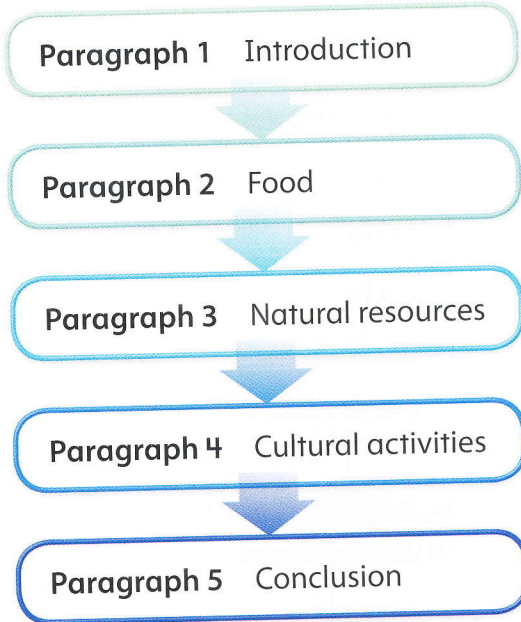 Paragraph 1 Introduction
Paragraph 2 Food
Paragraph 3 Natural resources
Paragraph 4 Cultural activities
Paragraph 5 Conclusion